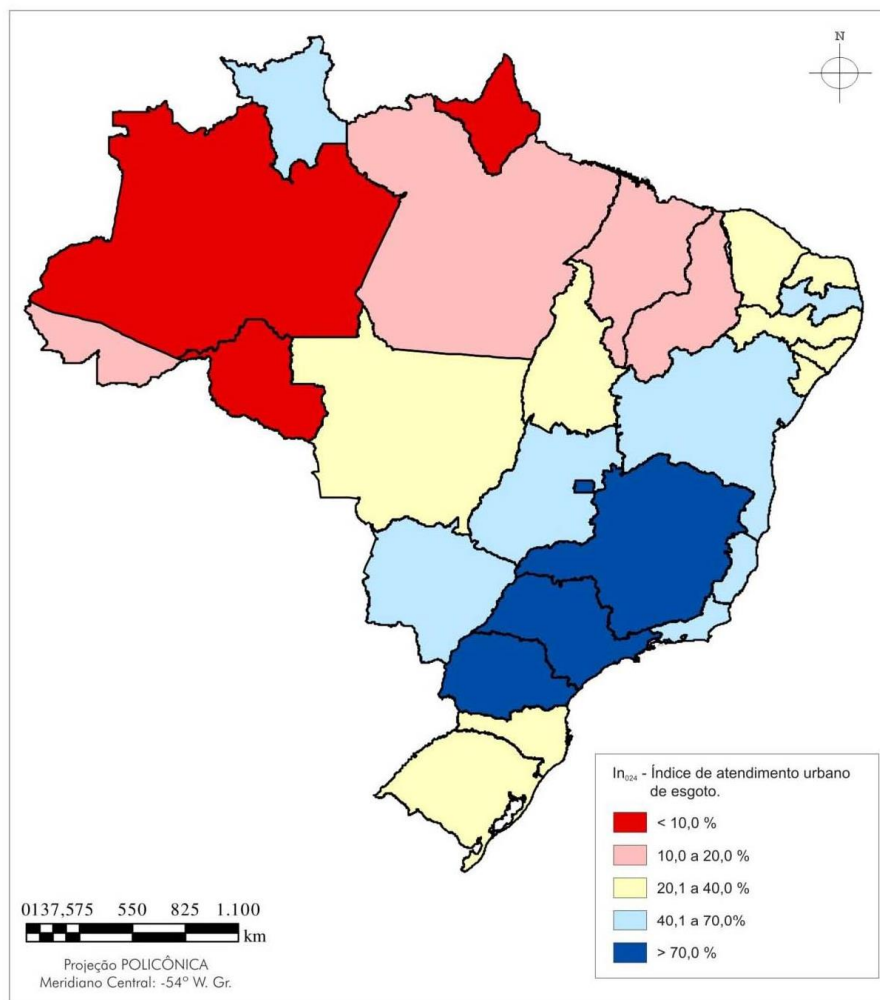 N
In024 - Índice de atendimento urbano
de esgoto.
< 10,0 %
10,0 a 20,0 %
20,1 a 40,0 %
40,1 a 70,0%
> 70,0 %
0137,575 550 825 1.100
km
Projeção POLICÔNICA
Meridiano Central: -54º W. Gr.